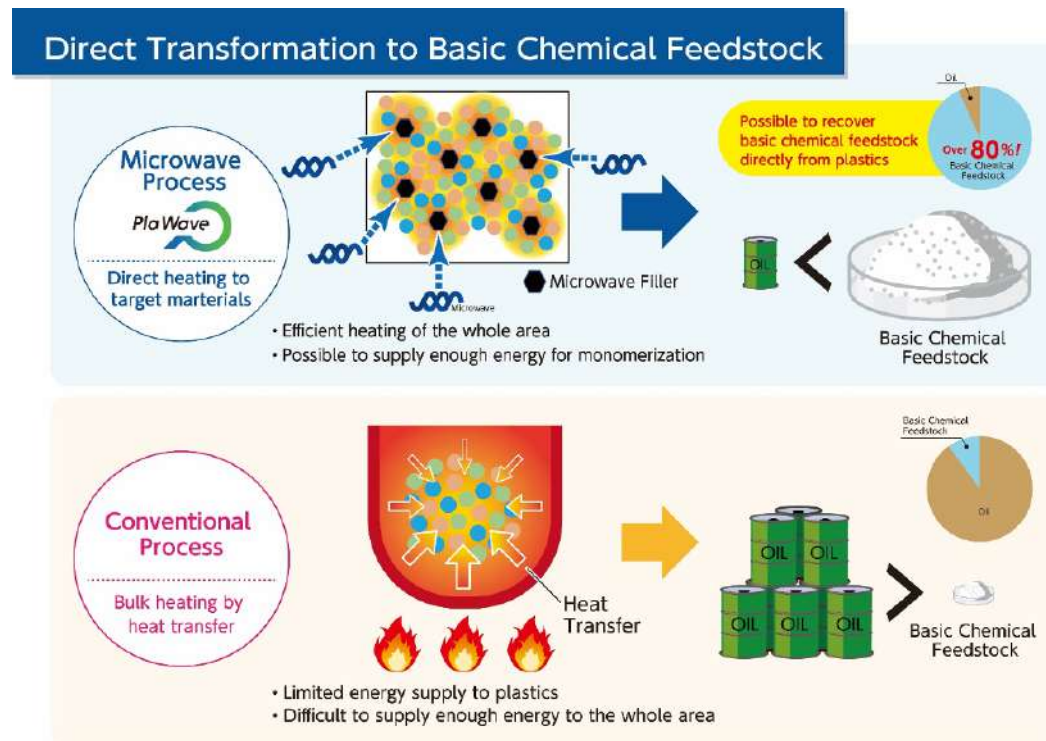 Direct Transformation to Basic Chemical Feedstock
Microwave
Process
PlaWave
Direct heating to
target marterials
Microwave
Microwave Filler
• Efficient heating of the whole area
• Possible to supply enough energy for monomerization
Possible to recover
basic chemical feedstock
directly from plastics
Oil
Over 80%!
Basic Chemical
Feedstock
OIL
<
Basic Chemical
Feedstock
Conventional
Process
Bulk heating by
heat transfer
Heat
Transfer
• Limited energy supply to plastics
• Difficult to supply enough energy to the whole area
Basic Chemical
Feedstock
Oil
OIL OIL
OIL OIL OIL
>
Basic Chemical
Feedstock